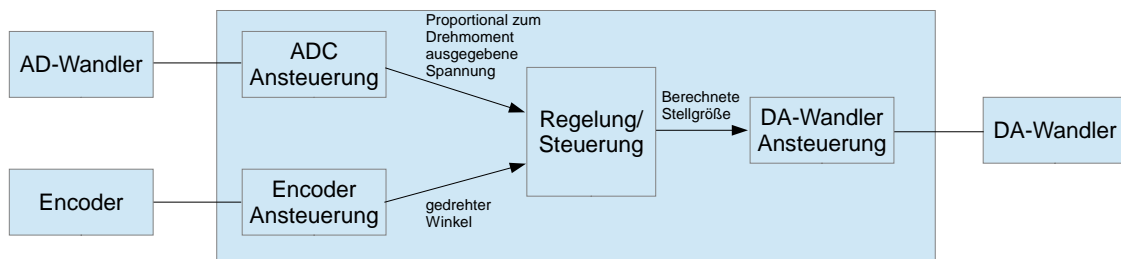 AD-Wandler
ADC
Ansteuerung
Proportional zum
Drehmoment
ausgegebene
Spannung
Encoder
Encoder
Ansteuerung
gedrehter
Winkel
Regelung/
Steuerung
Berechnete
Stellgröße
DA-Wandler
Ansteuerung
DA-Wandler